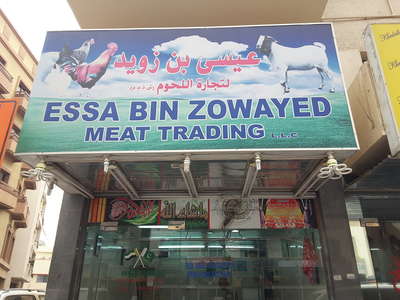 عيسى بن زويد
لتجارة اللحوم (ش.ذ.م.م)
ESSA BIN ZOWAYED
MEAT TRADING L.L.C